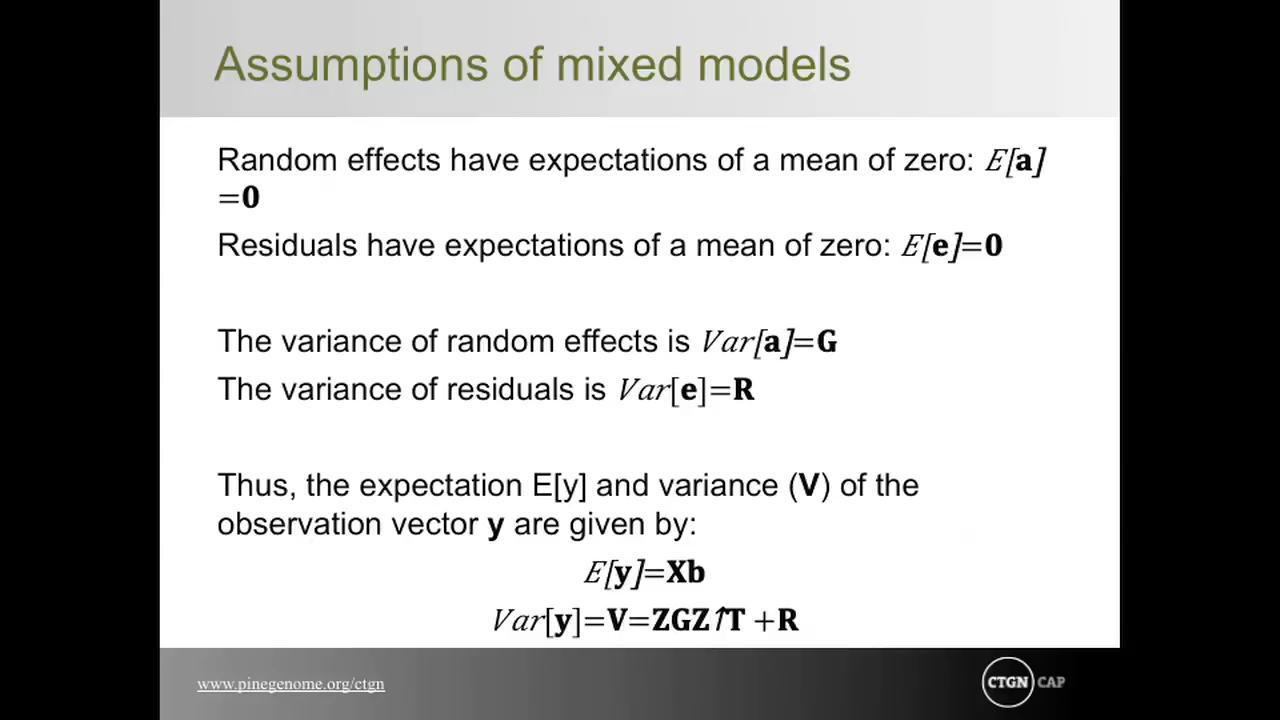 Assumptions of mixed models
Random effects have expectations of a mean of zero: E[a]
=0
Residuals have expectations of a mean of zero: E[e]=0
The variance of random effects is Var[a]=G
The variance of residuals is Var[e]=R
Thus, the expectation E[y] and variance (V) of the
observation vector y are given by:
E[y]=Xb
Var[y]=V=ZGZ↑T +R
www.pinegenome.org/ctgn
CTGN CAP